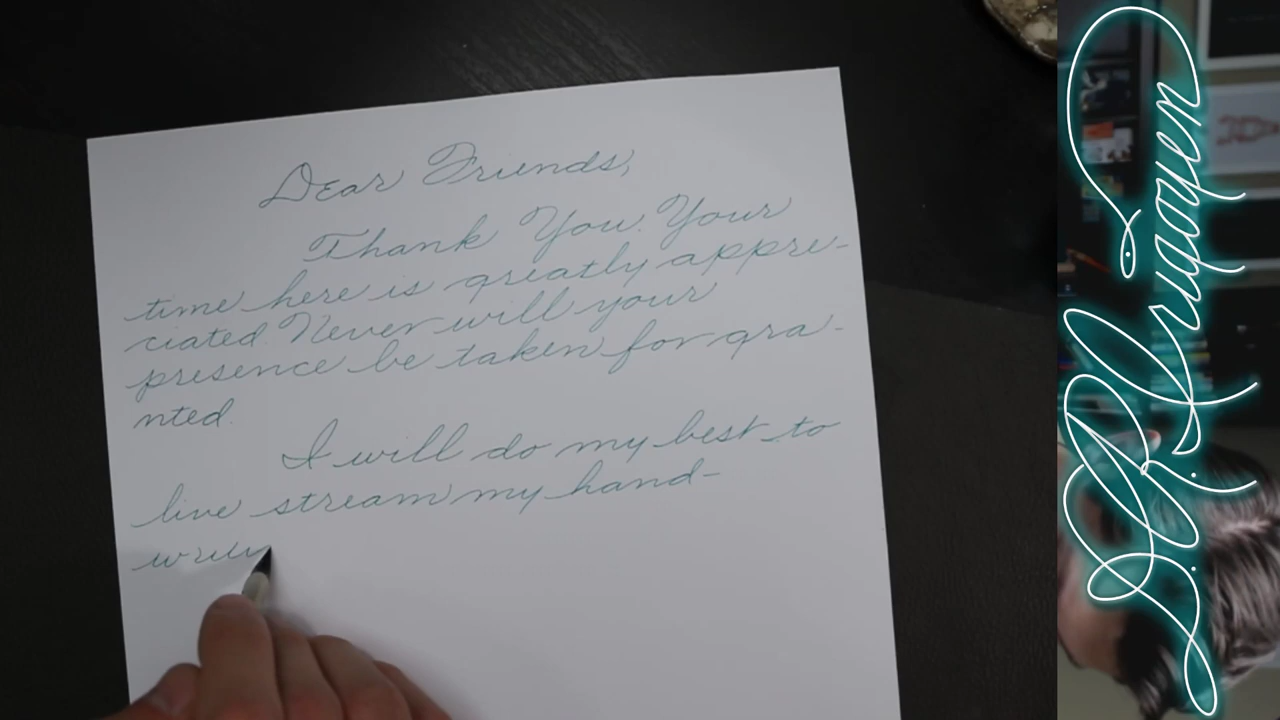 Dear Friends,
Thank You. Your
time here is greatly appre-
ciated. Never will your
presence be taken for gra-
nted.
I will do my best to
live stream my hand-